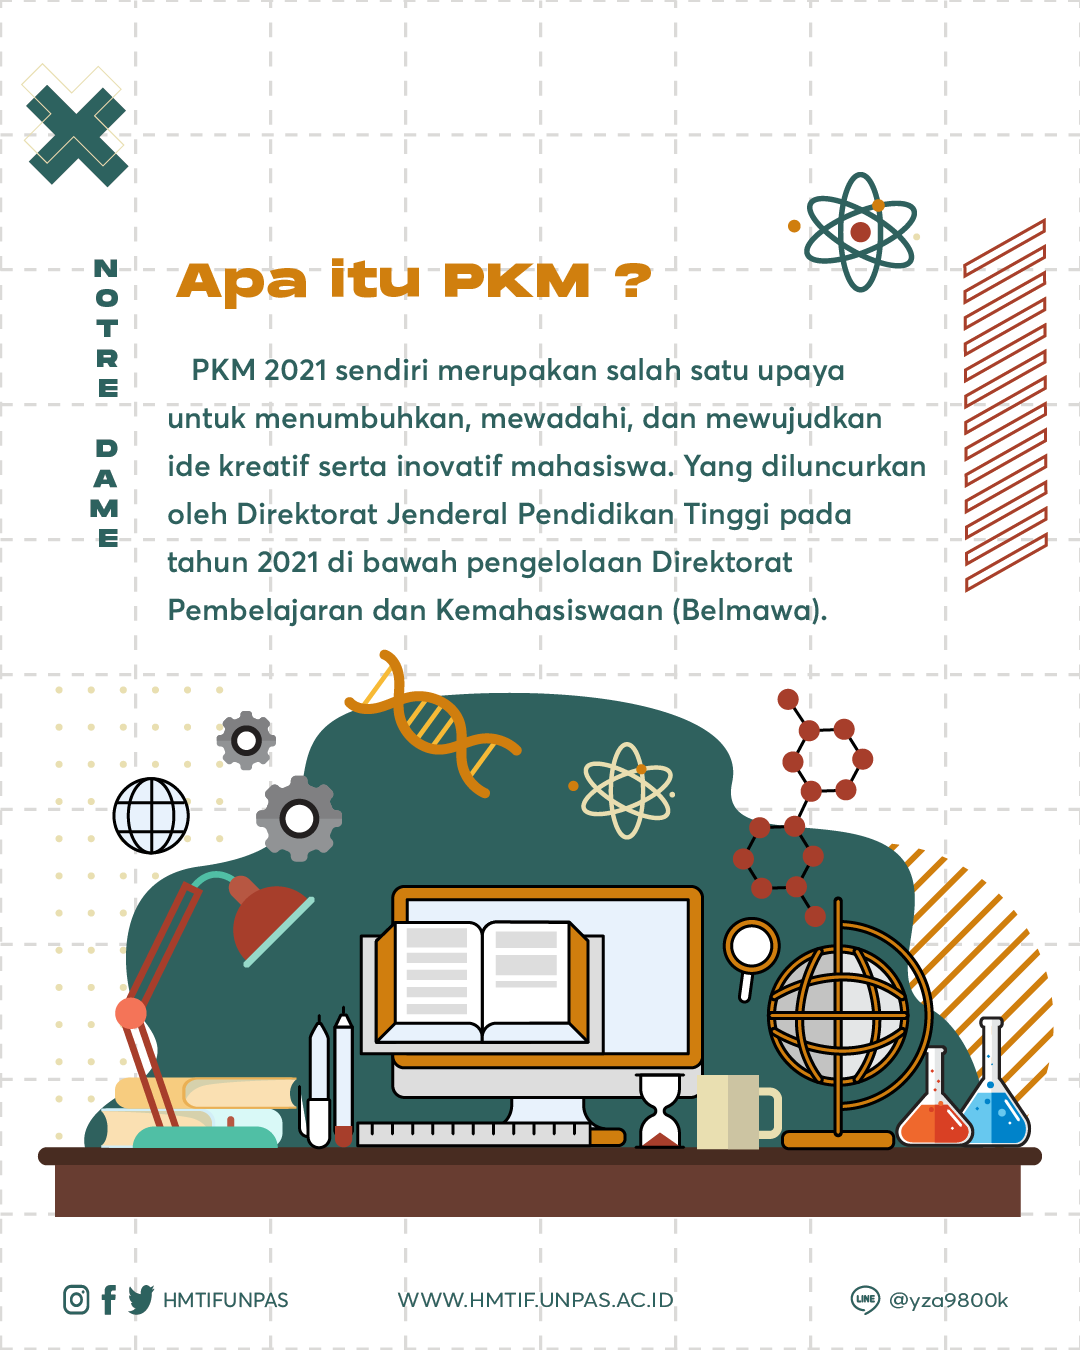 NOTRE DAME
Apa itu PKM ?
PKM 2021 sendiri merupakan salah satu upaya
untuk menumbuhkan, mewadahi, dan mewujudkan
ide kreatif serta inovatif mahasiswa. Yang diluncurkan
oleh Direktorat Jenderal Pendidikan Tinggi pada
tahun 2021 di bawah pengelolaan Direktorat
Pembelajaran dan Kemahasiswaan (Belmawa).
HMTIFUNPAS
WWW.HMTIF.UNPAS.AC.ID
LINE @yza9800k